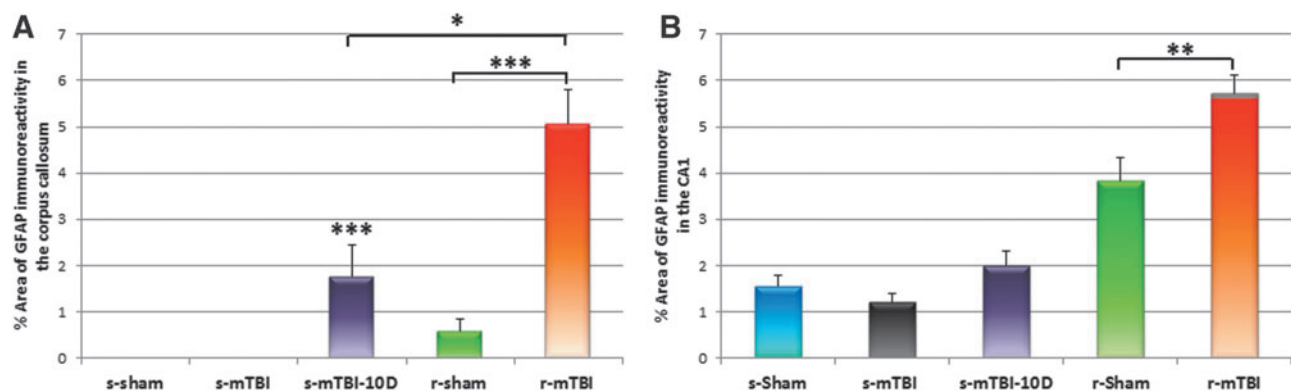 A
% Area of GFAP immunoreactivity in
the corpus callosum
7
6
5
4
3
2
1
0
*
***
***
s-sham s-mTBI s-mTBI-10D r-sham r-mTBI
B
% Area of GFAP immunoreactivity
in the CA1
7
6
5
4
3
2
1
0
**
s-Sham s-mTBI s-mTBI-10D r-Sham r-mTBI